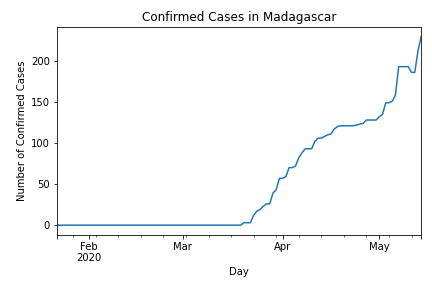 Confirmed Cases in Madagascar
Number of Confirmed Cases
200
150
100
50
0
Feb
2020
Mar
Apr
May
Day